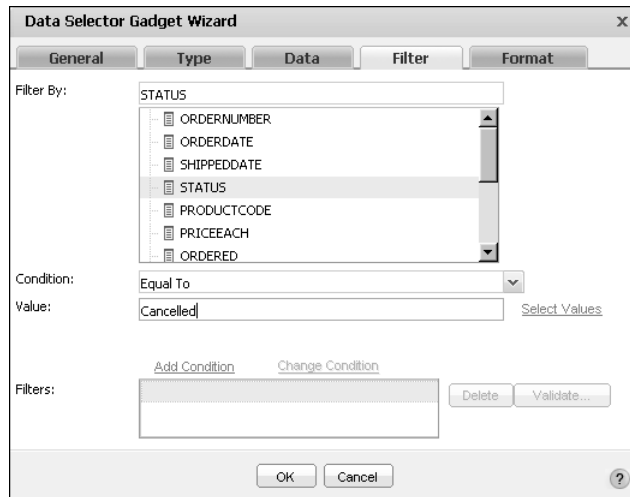 Data Selector Gadget Wizard x
General Type Data Filter Format
Filter By: STATUS
ORDERNUMBER
ORDERDATE
SHIPPEDDATE
STATUS
PRODUCTCODE
PRICEEACH
ORDERED
Condition: Equal To
Value: Cancelled Select Values
Add Condition Change Condition
Filters: Delete Validate...
OK Cancel ?